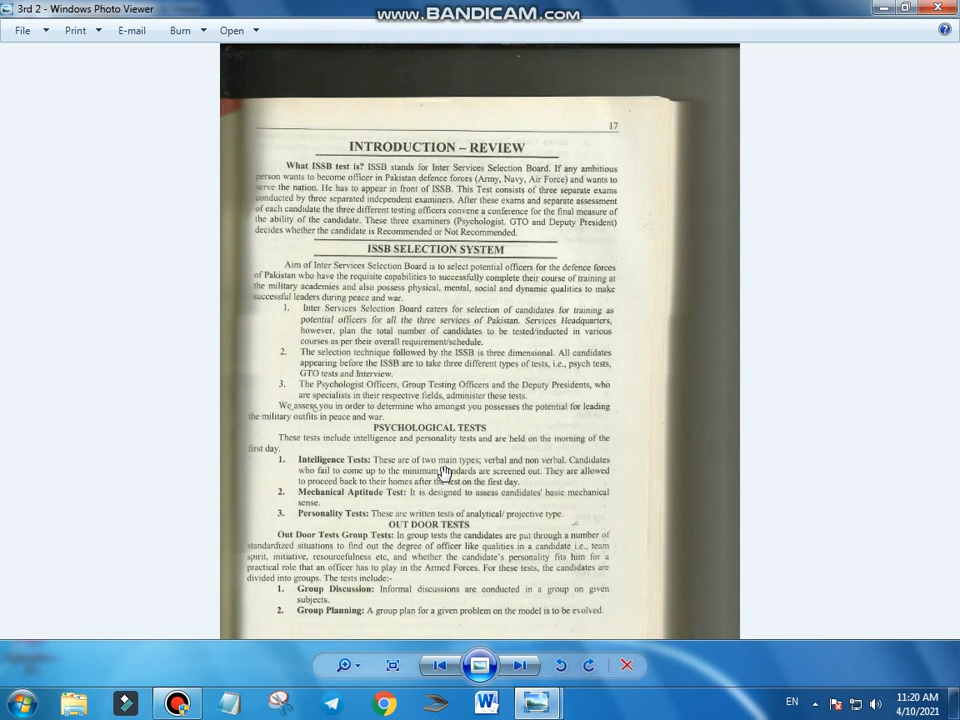 3rd 2 - Windows Photo Viewer
www.BANDICAM.com
File Print E-mail Burn Open
17
INTRODUCTION – REVIEW
What ISSB test is? ISSB stands for Inter Services Selection Board. If any ambitious
person wants to become officer in Pakistan defence forces (Army, Navy, Air Force) and wants to
serve the nation. He has to appear in front of ISSB. This Test consists of three separate exams
conducted by three separated independent examiners. After these exams and separate assessment
of each candidate the three different testing officers convene a conference for the final measure of
the ability of the candidate. These three examiners (Psychologist, GTO and Deputy President)
decides whether the candidate is Recommended or Not Recommended.
ISSB SELECTION SYSTEM
Aim of Inter Services Selection Board is to select potential officers for the defence forces
of Pakistan who have the requisite capabilities to successfully complete their course of training at
the military academies and also possess physical, mental, social and dynamic qualities to make
successful leaders during peace and war.
1. Inter Services Selection Board caters for selection of candidates for training as
potential officers for all the three services of Pakistan. Services Headquarters,
however, plan the total number of candidates to be tested/inducted in various
courses as per their overall requirement/schedule.
2. The selection technique followed by the ISSB is three dimensional. All candidates
appearing before the ISSB are to take three different types of tests, i.e., psych tests,
GTO tests and Interview.
3. The Psychologist Officers, Group Testing Officers and the Deputy Presidents, who
are specialists in their respective fields, administer these tests.
We assess you in order to determine who amongst you possesses the potential for leading
the military outfits in peace and war.
PSYCHOLOGICAL TESTS
These tests include intelligence and personality tests and are held on the morning of the
first day.
1. Intelligence Tests: These are of two main types; verbal and non verbal. Candidates
who fail to come up to the minimum are screened out. They are allowed
to proceed back to their homes after on the first day.
2. Mechanical Aptitude Test: It is designed to assess candidates' basic mechanical
sense.
3. Personality Tests: These are written tests of analytical/ projective type.
OUT DOOR TESTS
Out Door Tests Group Tests: In group tests the candidates are put through a number of
standardized situations to find out the degree of officer like qualities in a candidate i.e., team
spirit, initiative, resourcefulness etc, and whether the candidate's personality fits him for a
practical role that an officer has to play in the Armed Forces. For these tests, the candidates are
divided into groups. The tests include:-
1. Group Discussion: Informal discussions are conducted in a group on given
subjects.
2. Group Planning: A group plan for a given problem on the model is to be evolved.
EN
11:20 AM
4/10/2021